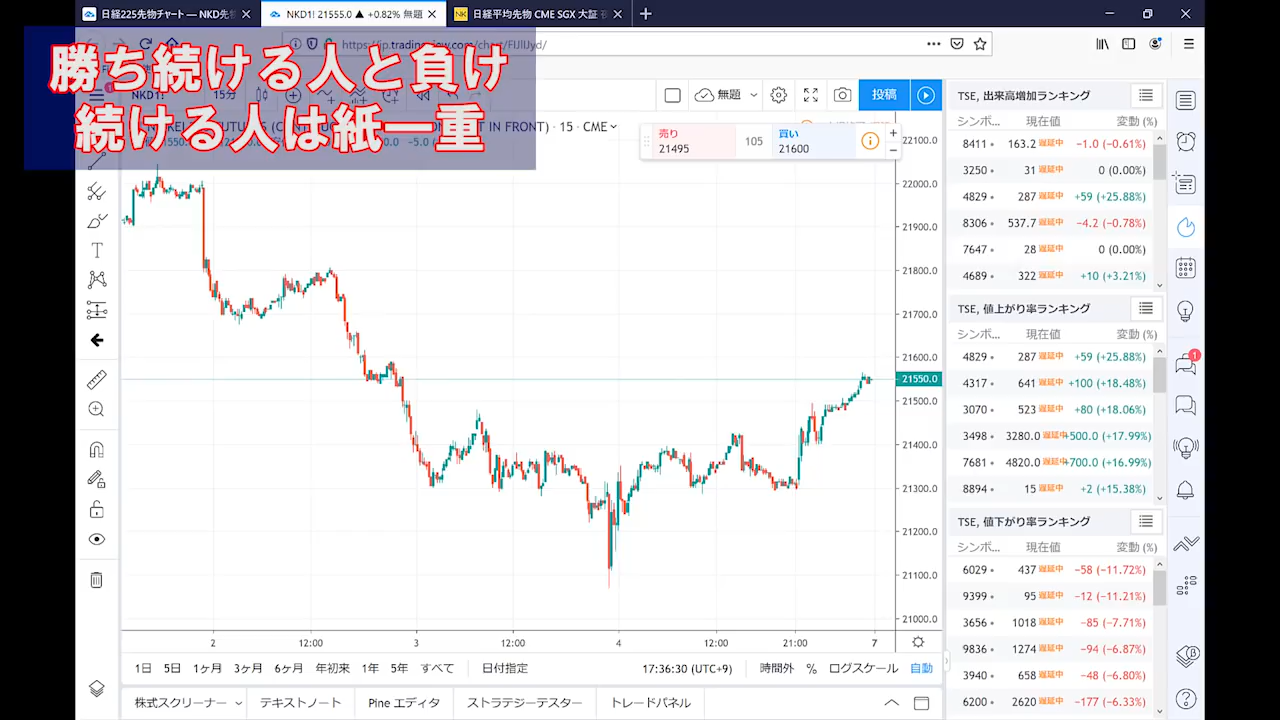 日経225先物チャート — NKD先物
NKD1! 21555.0 ▲ +0.82% 無題
日経平均先物 CME SGX 大証 夜
勝ち続ける人と負け
続ける人は紙一重
https://jp.tradingview.com/chart/FIJlUyd/
NKD1!
15分
無題
投稿
IN FRONT) · 15 · CME
売り
21495
105
買い
21600
22100.0
22000.0
21900.0
21800.0
21700.0
21600.0
21550.0
21500.0
21400.0
21300.0
21200.0
21100.0
21000.0
2
12:00
3
12:00
4
12:00
21:00
7
1日 5日 1ヶ月 3ヶ月 6ヶ月 年初来 1年 5年 すべて 日付指定
17:36:30 (UTC+9) 時間外 % ログスケール 自動
株式スクリーナー テキストノート Pine エディタ ストラテジーテスター トレードパネル
TSE, 出来高増加ランキング
シンボ... 現在値 変動 (%)
8411 163.2 遅延中 −1.0 (−0.61%)
3250 31 遅延中 0 (0.00%)
4829 287 遅延中 +59 (+25.88%)
8306 537.7 遅延中 −4.2 (−0.78%)
7647 28 遅延中 0 (0.00%)
4689 322 遅延中 +10 (+3.21%)
TSE, 値上がり率ランキング
シンボ... 現在値 変動 (%)
4829 287 遅延中 +59 (+25.88%)
4317 641 遅延中 +100 (+18.48%)
3070 523 遅延中 +80 (+18.06%)
3498 3280.0 遅延中 +500.0 (+17.99%)
7681 4820.0 遅延中 +700.0 (+16.99%)
8894 15 遅延中 +2 (+15.38%)
TSE, 値下がり率ランキング
シンボ... 現在値 変動 (%)
6029 437 遅延中 −58 (−11.72%)
9399 95 遅延中 −12 (−11.21%)
3656 1018 遅延中 −85 (−7.71%)
9836 1274 遅延中 −94 (−6.87%)
3940 658 遅延中 −48 (−6.80%)
6200 2620 遅延中 −177 (−6.33%)